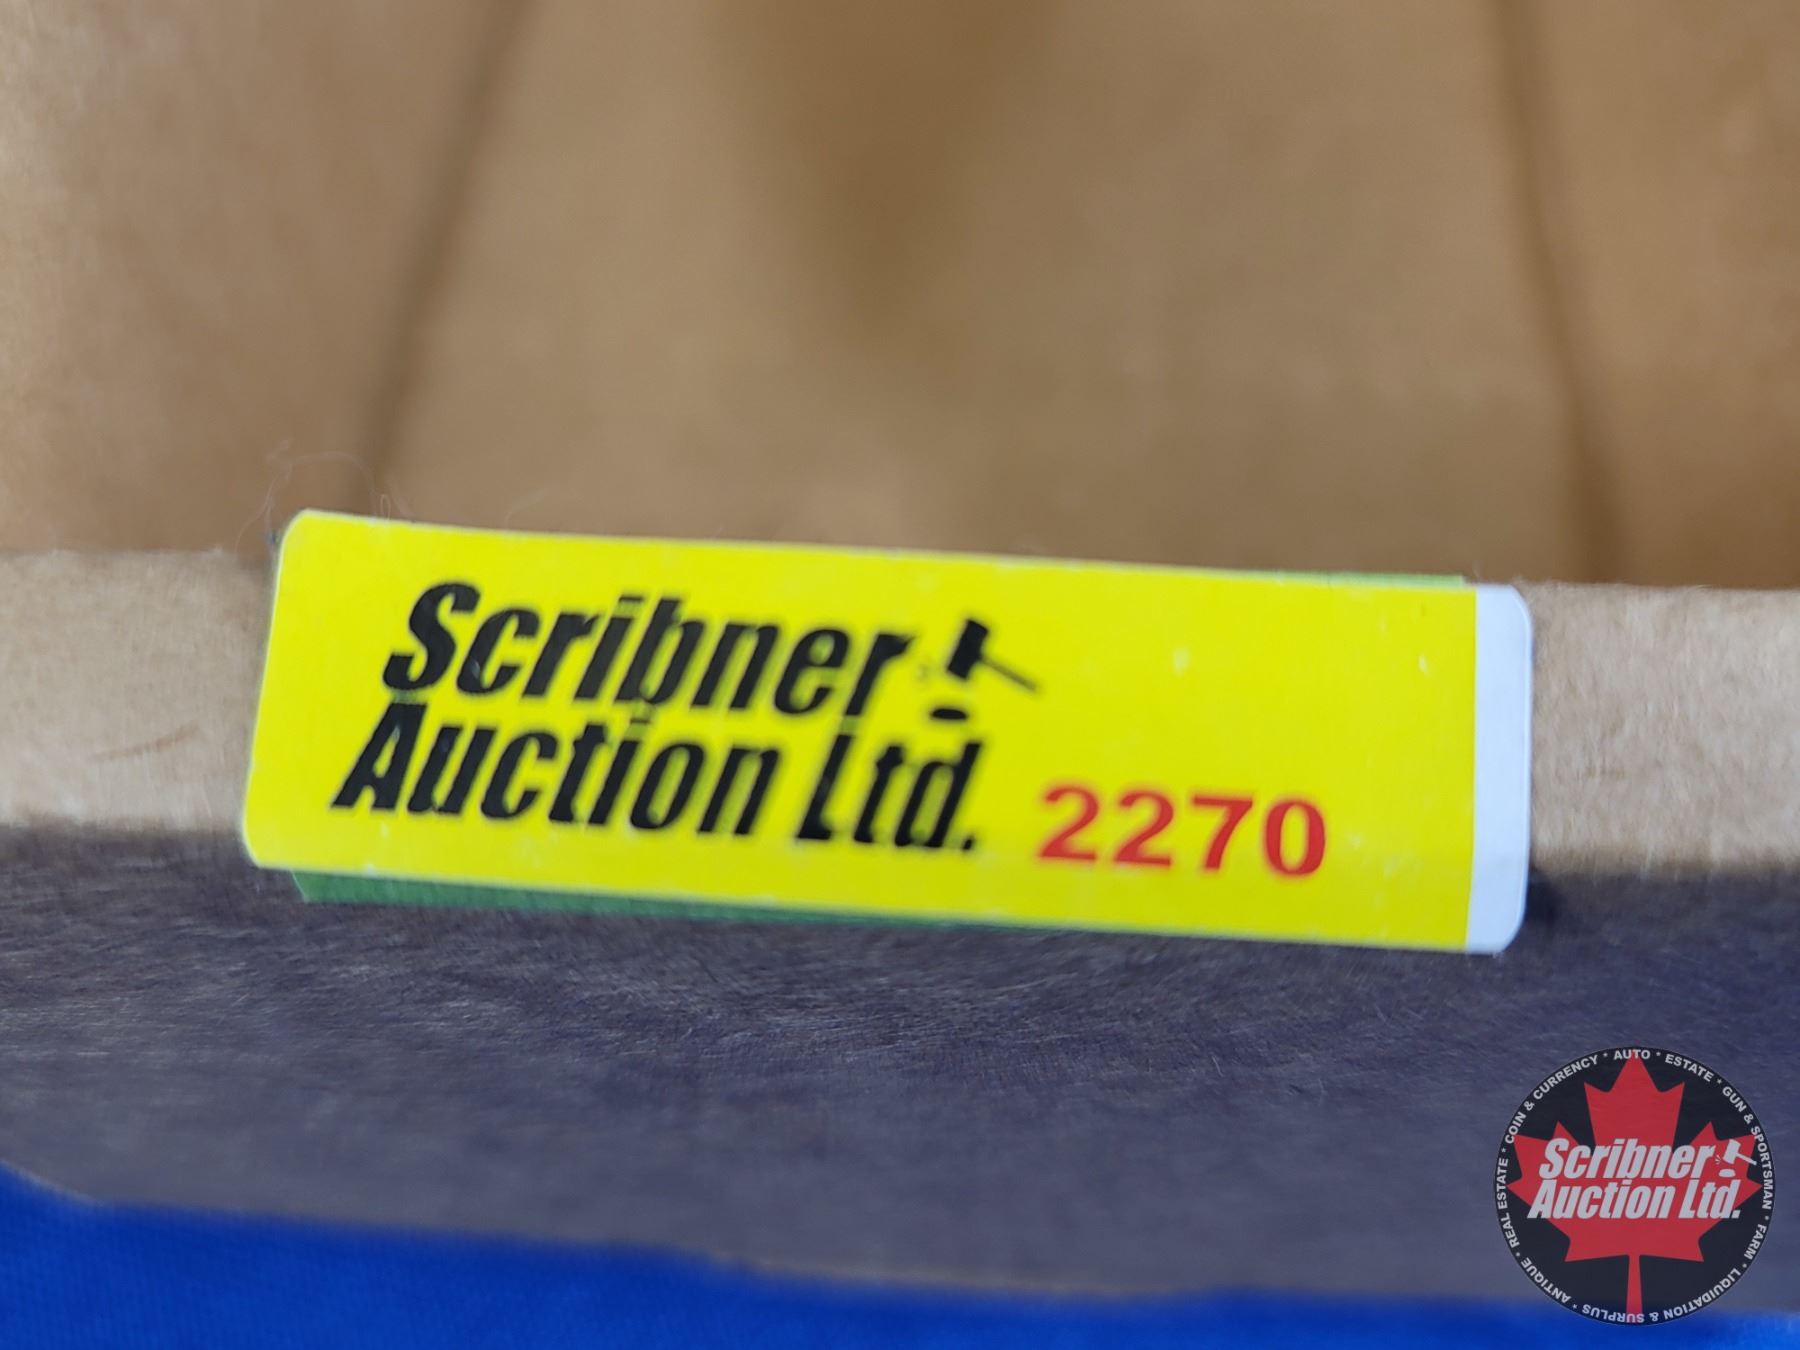 Scribner
Auction Ltd.
2270
Scribner
Auction Ltd.
ANTIQUE * REAL ESTATE * COIN & CURRENCY * AUTO * ESTATE * GUN & SPORTSMAN * FARM * LIQUIDATION & SURPLUS *